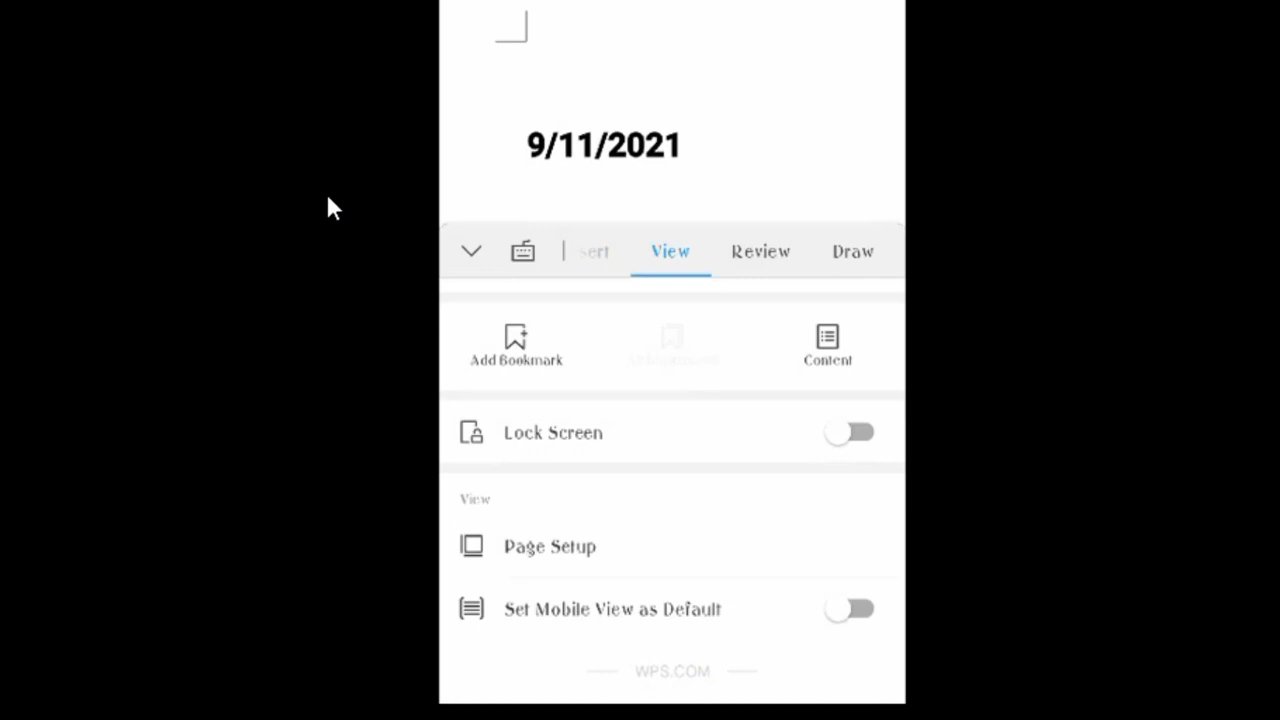 9/11/2021
sert View Review Draw
Add Bookmark Content
Lock Screen
View
Page Setup
Set Mobile View as Default
WPS.COM